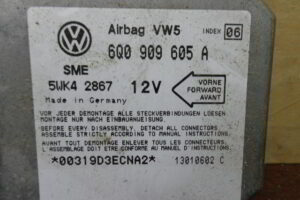 Airbag VW5 INDEX 06
6Q0 909 605 A
SME
5WK4 2867 12V
VORNE
FORWARD
AVANT
Made in Germany
VOR JEDER DEMONTAGE ALLE STECKVERBINDUNGEN LOESEN
MONTAGE NUR NACH EINBAUANWEISUNG.
BEFORE EVERY DISASSEMBLY, DETACH ALL CONNECTORS
ASSEMBLE STRICTLY ACCORDING TO MANUAL INSTRUCTIONS.
AVANT TOUT DEMONTAGE ENLEVER TOUS LES CONNECTEURS.
L'ASSEMBLAGE DOIT ETRE CONFORME AU MANUEL D'INSTRUCTIONS
*00319D3ECNA2* 13010602 C